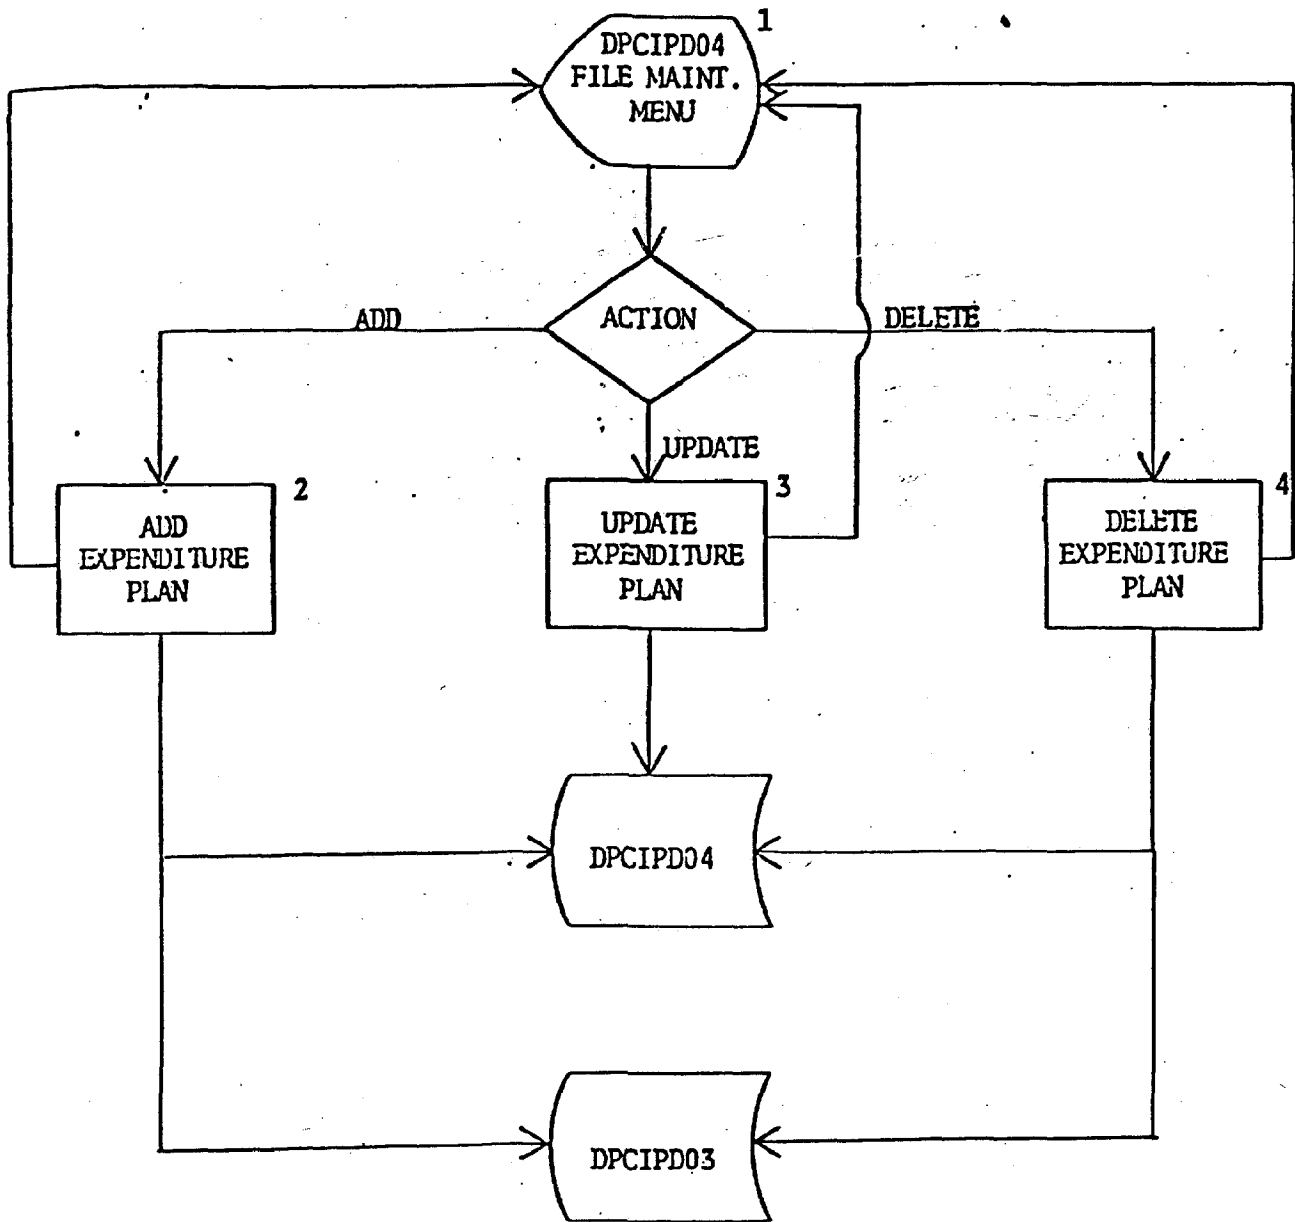 1
DPCIPD04
FILE MAINT.
MENU
ACTION
ADD
DELETE
UPDATE
2
ADD
EXPENDITURE
PLAN
3
UPDATE
EXPENDITURE
PLAN
4
DELETE
EXPENDITURE
PLAN
DPCIPD04
DPCIPD03